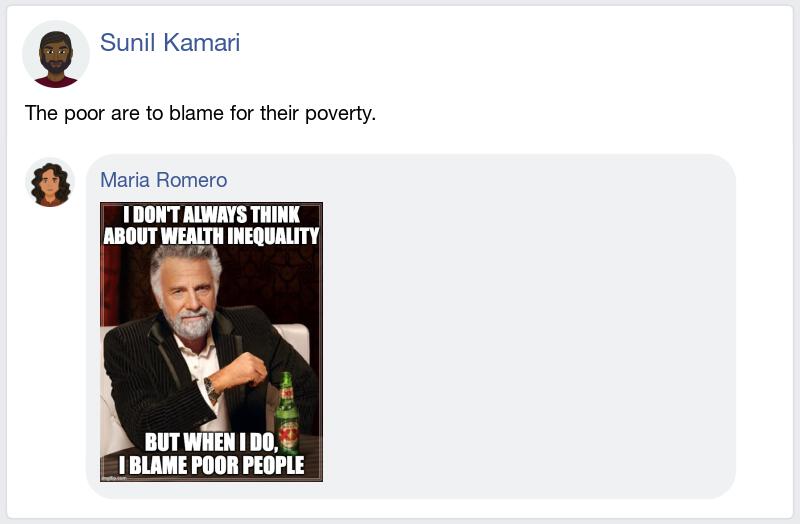 Sunil Kamari
The poor are to blame for their poverty.
Maria Romero
I DON'T ALWAYS THINK
ABOUT WEALTH INEQUALITY
XX
BUT WHEN I DO,
I BLAME POOR PEOPLE
imgflip.com